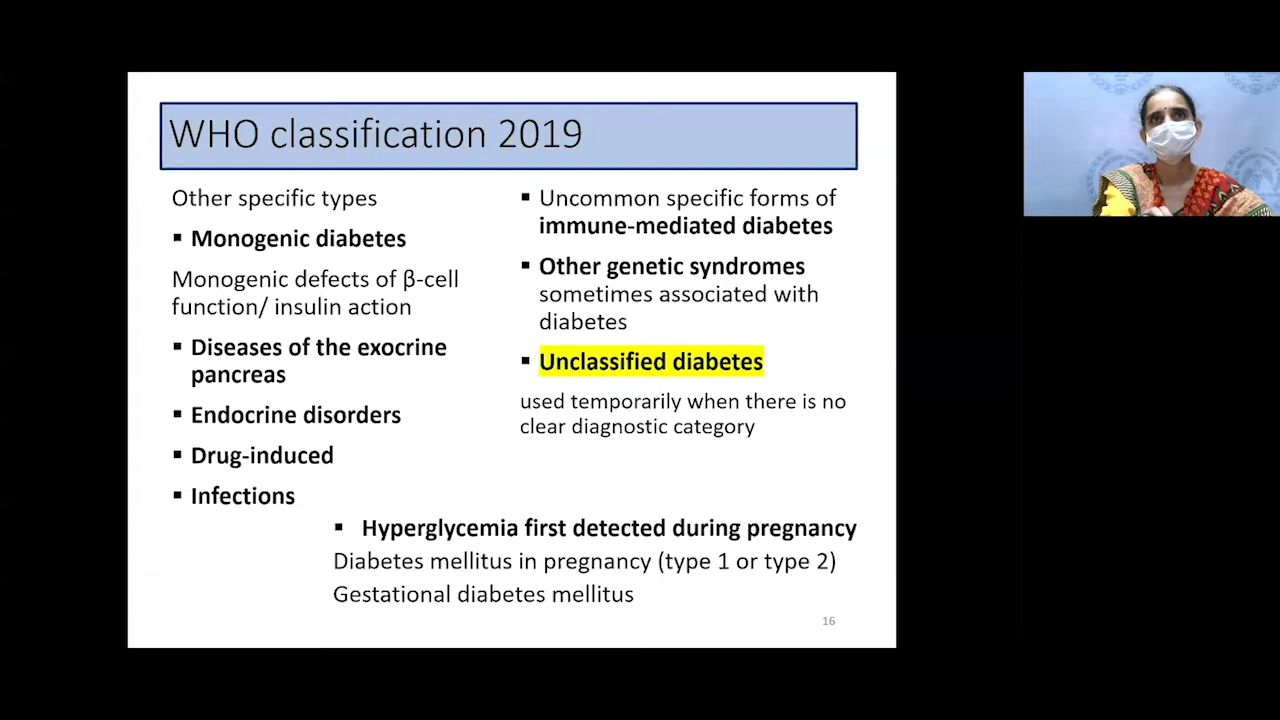 WHO classification 2019
Other specific types
▪ Monogenic diabetes
Monogenic defects of β-cell
function/ insulin action
▪ Diseases of the exocrine
pancreas
▪ Endocrine disorders
▪ Drug-induced
▪ Infections
▪ Uncommon specific forms of
immune-mediated diabetes
▪ Other genetic syndromes
sometimes associated with
diabetes
▪ Unclassified diabetes
used temporarily when there is no
clear diagnostic category
▪ Hyperglycemia first detected during pregnancy
Diabetes mellitus in pregnancy (type 1 or type 2)
Gestational diabetes mellitus
16